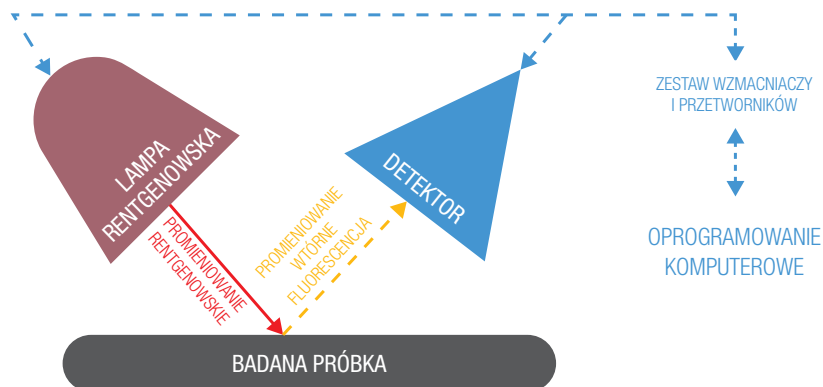 LAMPA
RENTGENOWSKA
PROMIENIOWANIE
RENTGENOWSKIE
PROMIENIOWANIE
WTÓRNE
FLUORESCENCJA
DETEKTOR
ZESTAW WZMACNIACZY
I PRZETWORNIKÓW
OPROGRAMOWANIE
KOMPUTEROWE
BADANA PRÓBKA